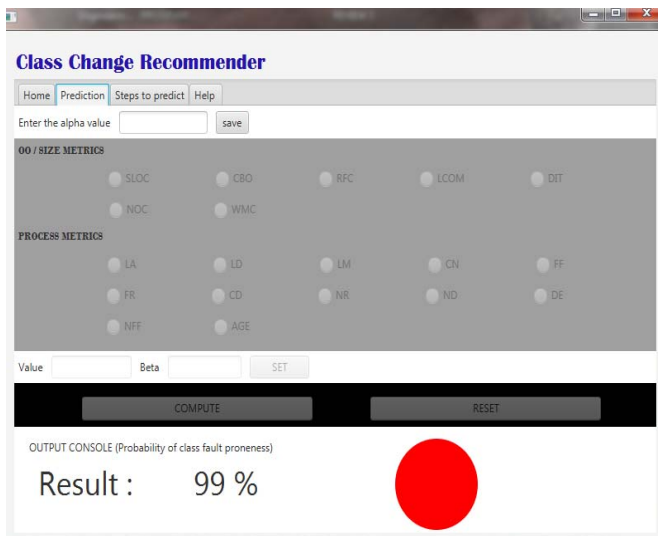 Class Change Recommender
Home Prediction Steps to predict Help
Enter the alpha value save
OO / SIZE METRICS
SLOC CBO RFC LCOM DIT
NOC WMC
PROCESS METRICS
LA LD LM CN FF
FR CD NR ND DE
NFF AGE
Value Beta SET
COMPUTE RESET
OUTPUT CONSOLE (Probability of class fault proneness)
Result : 99 %